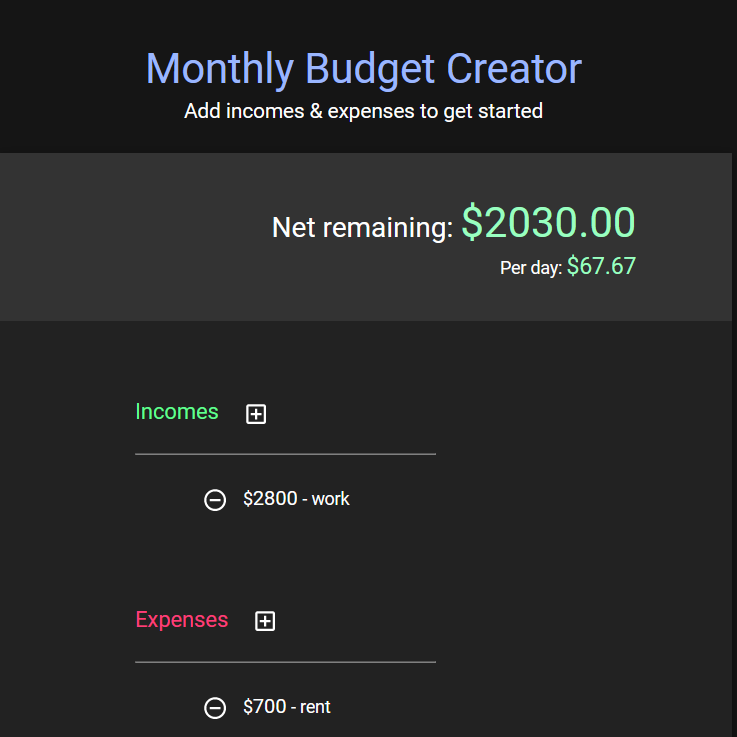 Monthly Budget Creator
Add incomes & expenses to get started
Net remaining: $2030.00
Per day: $67.67
Incomes
$2800 - work
Expenses
$700 - rent